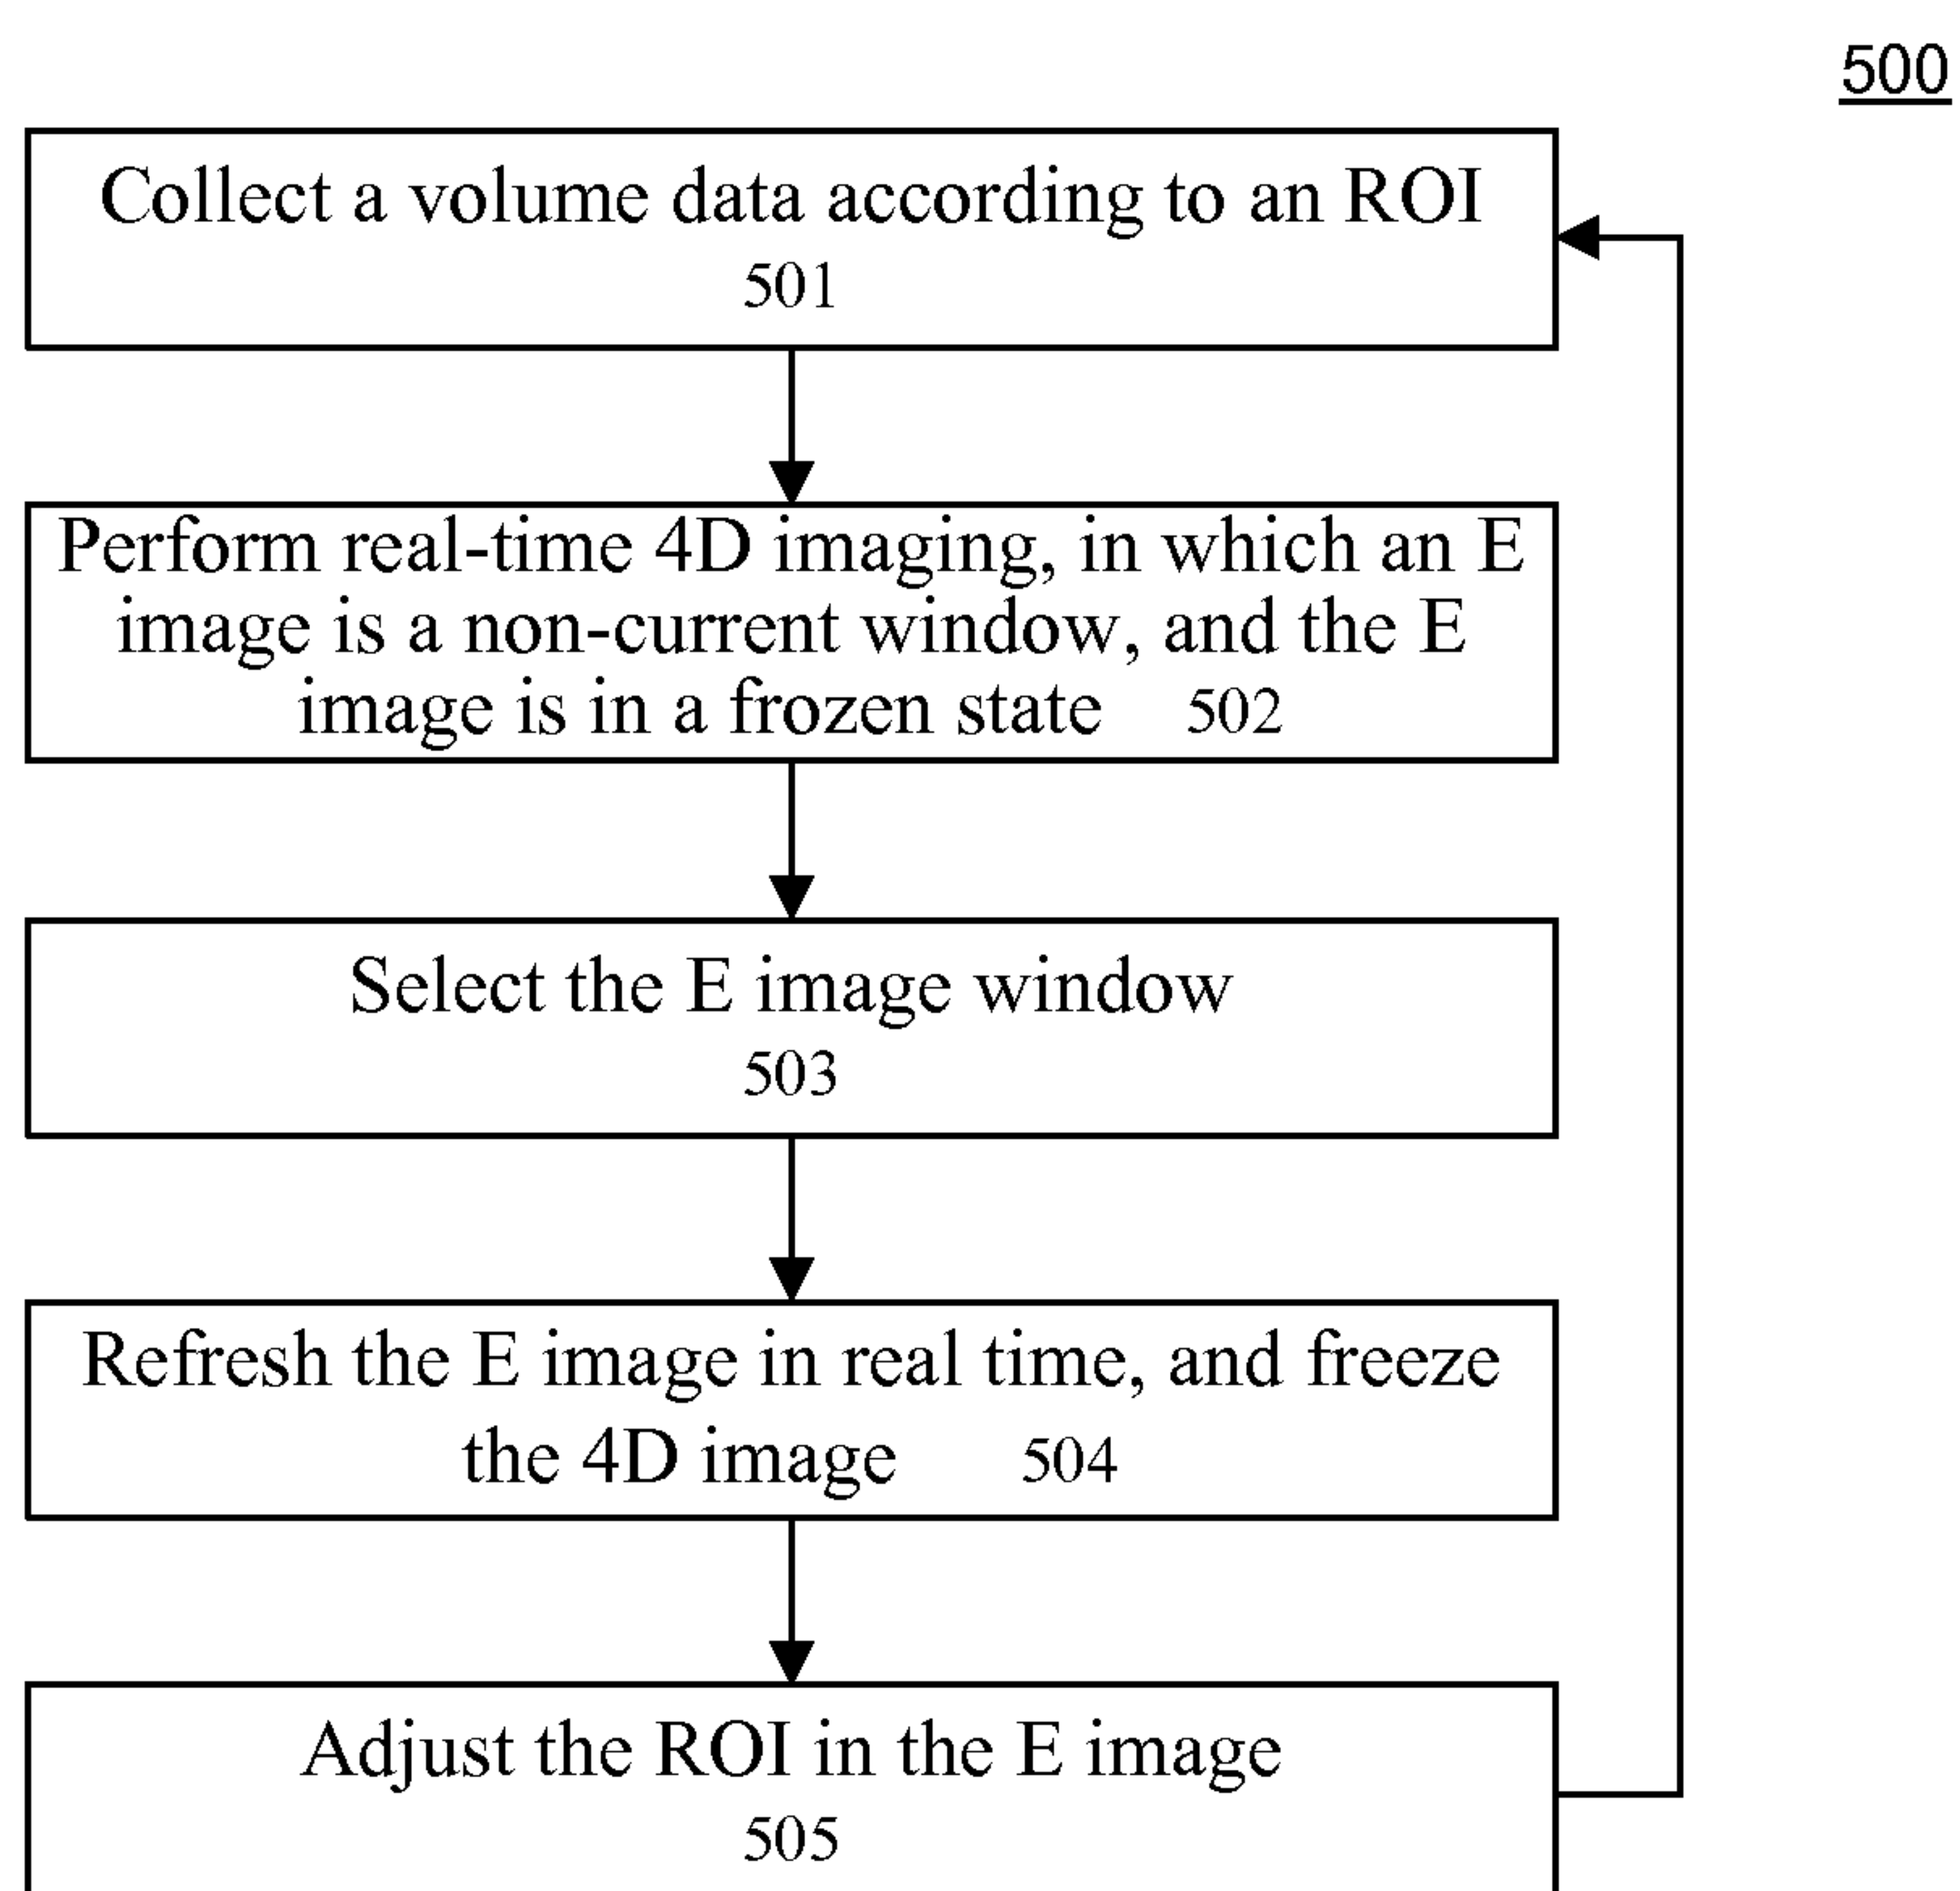 500
Collect a volume data according to an ROI
501
Perform real-time 4D imaging, in which an E
image is a non-current window, and the E
image is in a frozen state 502
Select the E image window
503
Refresh the E image in real time, and freeze
the 4D image 504
Adjust the ROI in the E image
505